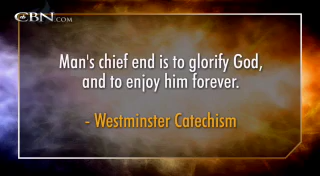 CBN.COM
Man's chief end is to glorify God,
and to enjoy him forever.
- Westminster Catechism